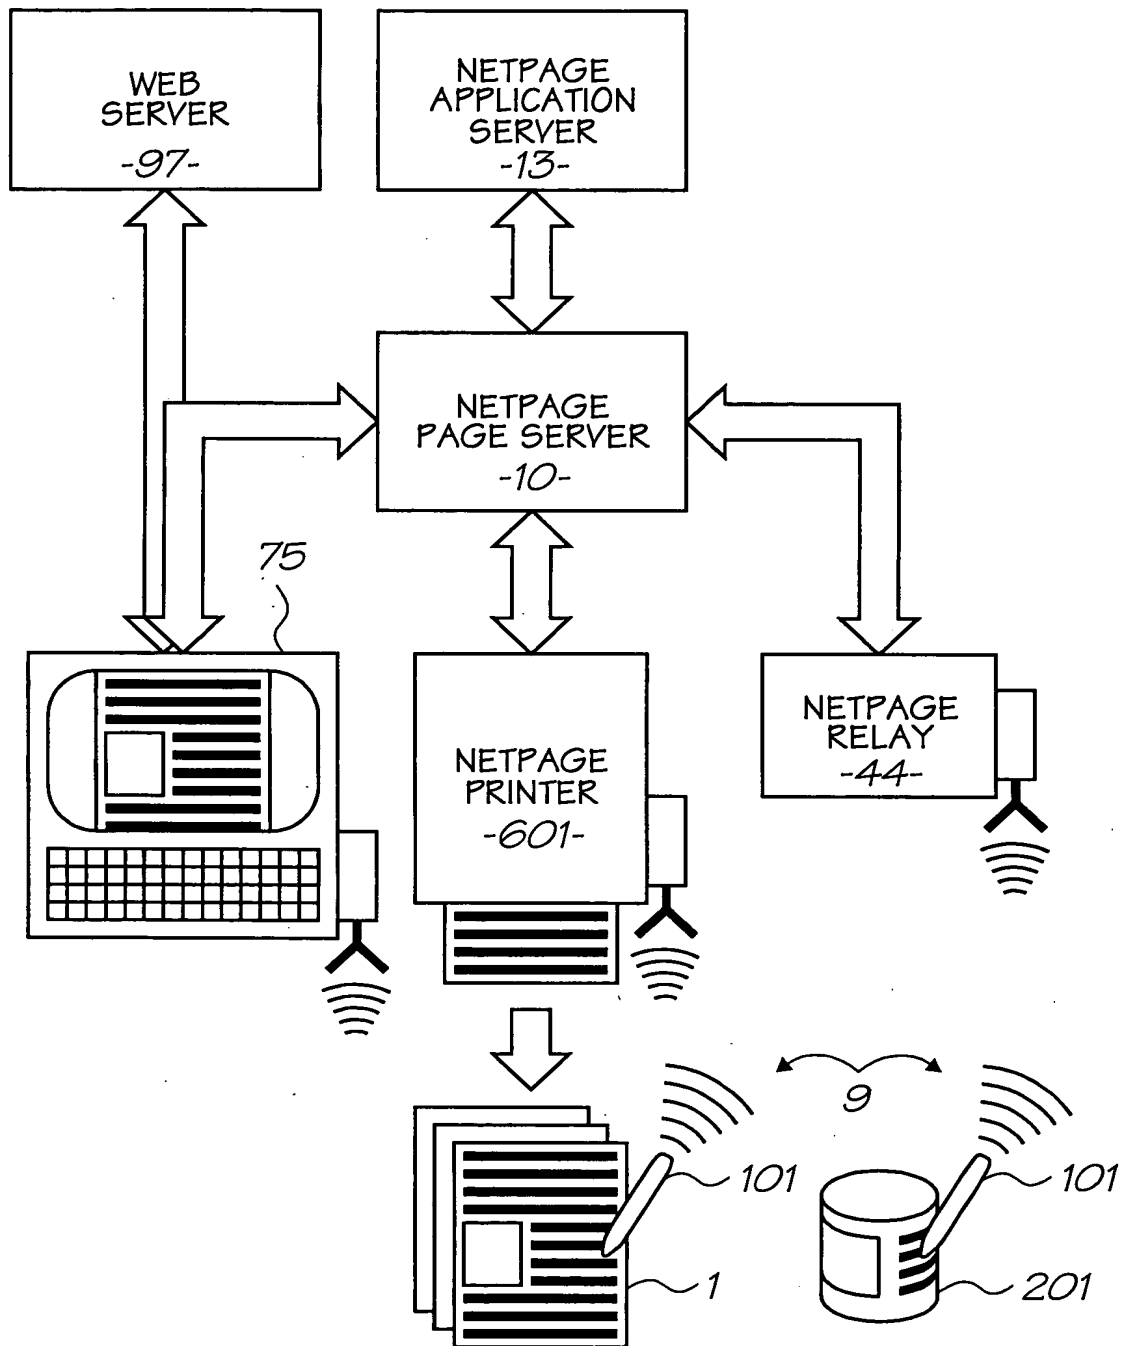 WEB
SERVER
-97-
NETPAGE
APPLICATION
SERVER
-13-
NETPAGE
PAGE SERVER
-10-
75
NETPAGE
PRINTER
-601-
NETPAGE
RELAY
-44-
9
101
101
1
201